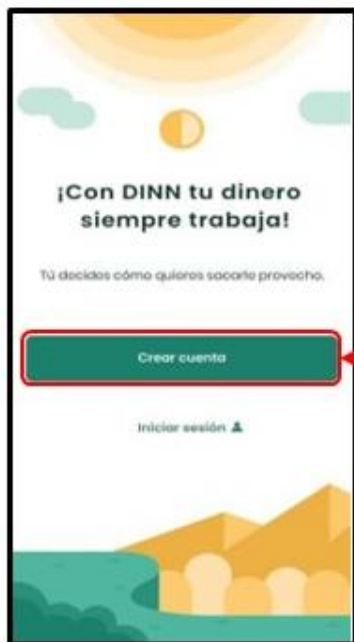 ¡Con DINN tu dinero
siempre trabaja!
Tú decides cómo quieres sacarle provecho.
Crear cuenta
Iniciar sesión